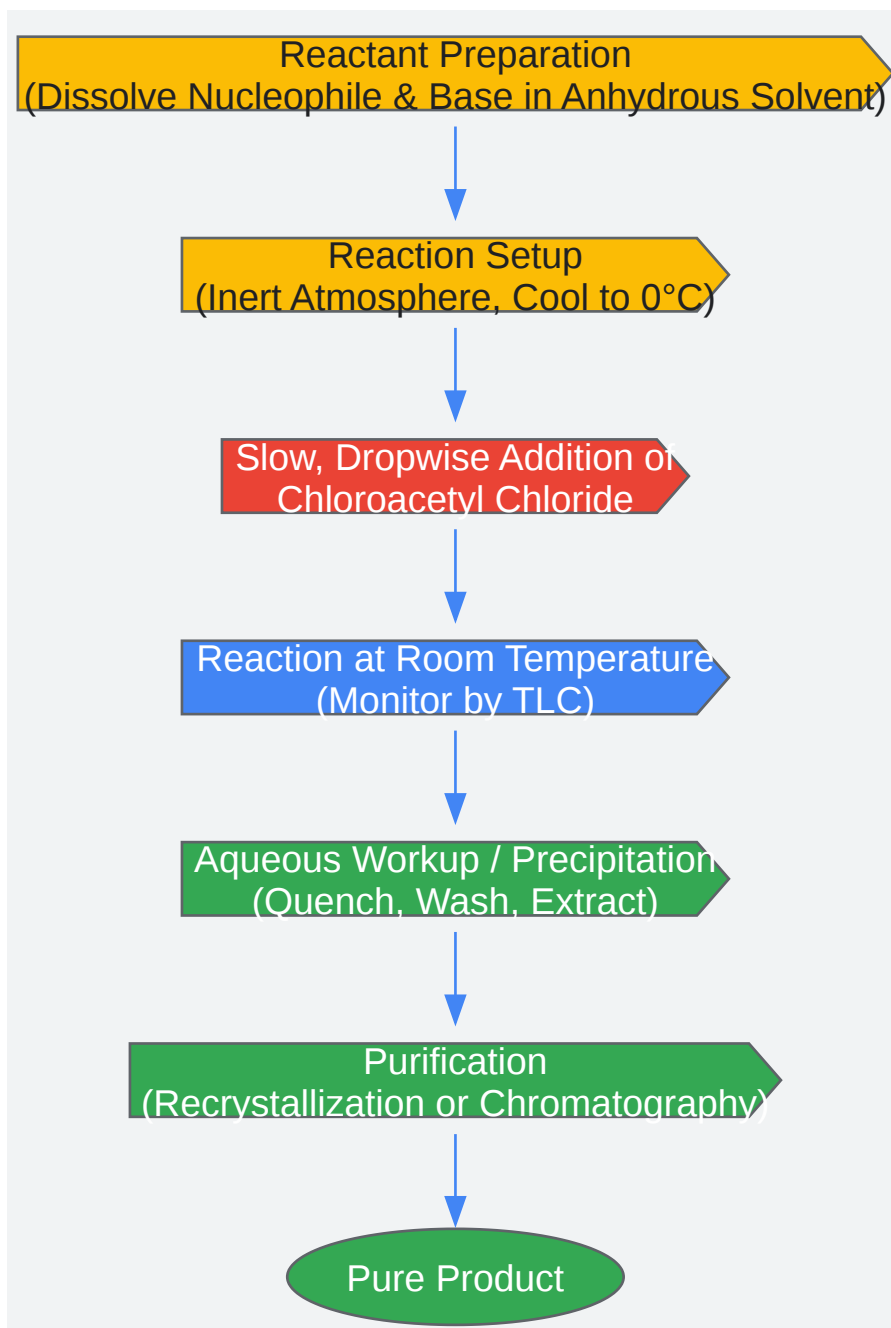 Reactant Preparation
(Dissolve Nucleophile & Base in Anhydrous Solvent)
Reaction Setup
(Inert Atmosphere, Cool to 0°C)
Slow, Dropwise Addition of
Chloroacetyl Chloride
Reaction at Room Temperature
(Monitor by TLC)
Aqueous Workup / Precipitation
(Quench, Wash, Extract)
Purification
(Recrystallization or Chromatography)
Pure Product